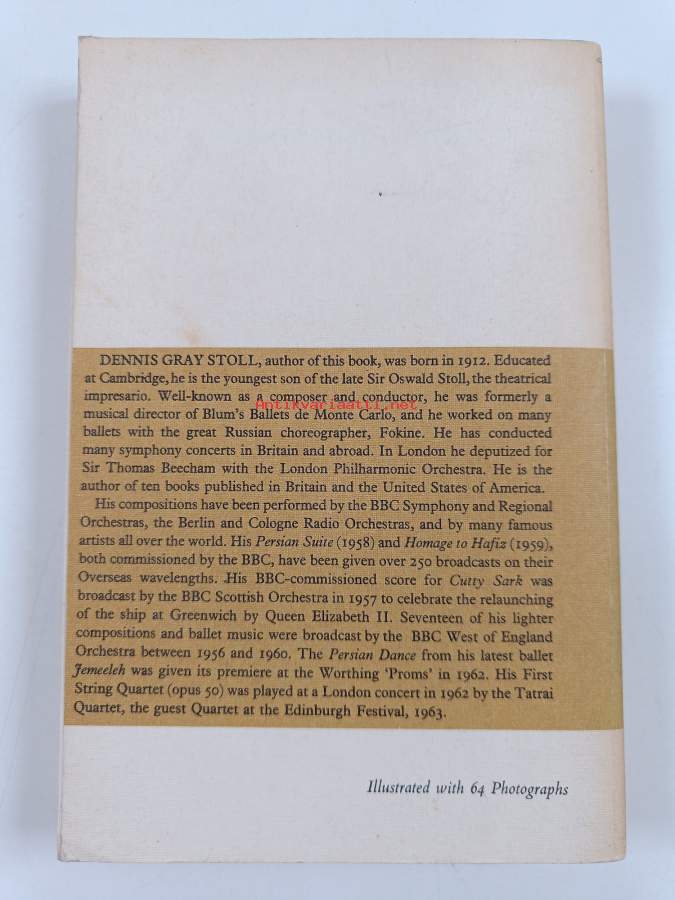 DENNIS GRAY STOLL, author of this book, was born in 1912. Educated
at Cambridge, he is the youngest son of the late Sir Oswald Stoll, the theatrical
impresario. Well-known as a composer and conductor, he was formerly a
Antikvariaatti.net
musical director of Blum's Ballets de Monte Carlo, and he worked on many
ballets with the great Russian choreographer, Fokine. He has conducted
many symphony concerts in Britain and abroad. In London he deputized for
Sir Thomas Beecham with the London Philharmonic Orchestra. He is the
author of ten books published in Britain and the United States of America.
His compositions have been performed by the BBC Symphony and Regional
Orchestras, the Berlin and Cologne Radio Orchestras, and by many famous
artists all over the world. His Persian Suite (1958) and Homage to Hafiz (1959),
both commissioned by the BBC, have been given over 250 broadcasts on their
Overseas wavelengths. His BBC-commissioned score for Cutty Sark was
broadcast by the BBC Scottish Orchestra in 1957 to celebrate the relaunching
of the ship at Greenwich by Queen Elizabeth II. Seventeen of his lighter
compositions and ballet music were broadcast by the BBC West of England
Orchestra between 1956 and 1960. The Persian Dance from his latest ballet
Jemeeleh was given its premiere at the Worthing 'Proms' in 1962. His First
String Quartet (opus 50) was played at a London concert in 1962 by the Tatrai
Quartet, the guest Quartet at the Edinburgh Festival, 1963.
Illustrated with 64 Photographs